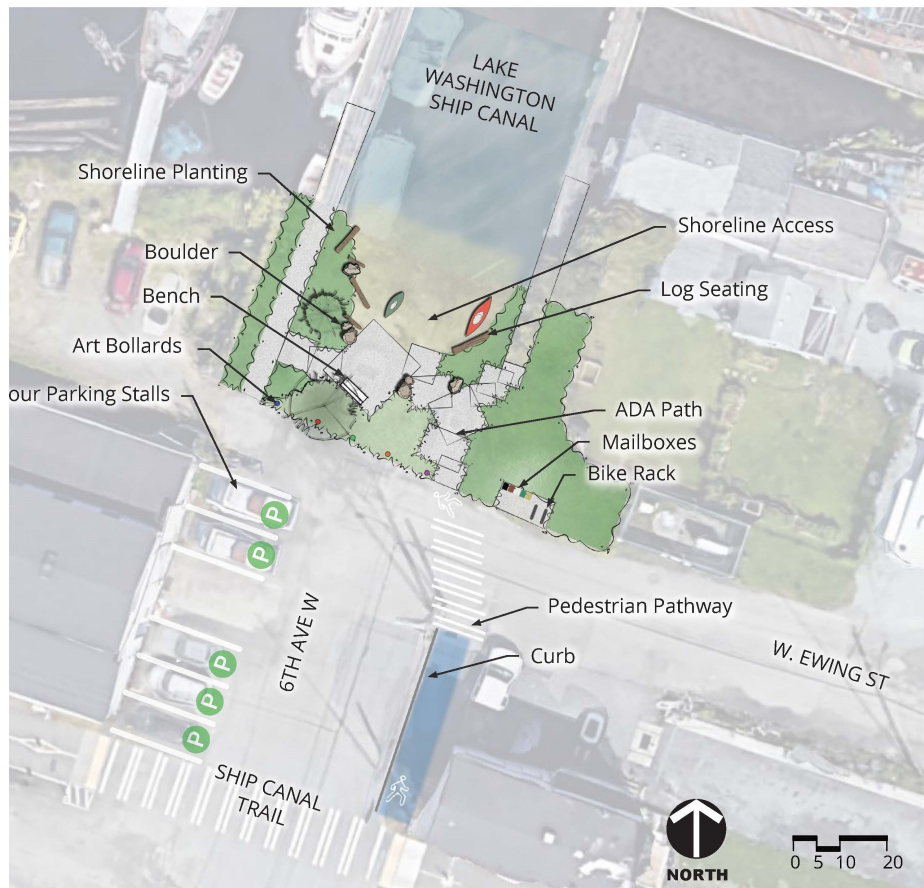 LAKE
WASHINGTON
SHIP CANAL
Shoreline Planting
Shoreline Access
Boulder
Log Seating
Bench
Art Bollards
our Parking Stalls
ADA Path
Mailboxes
Bike Rack
P
P
Pedestrian Pathway
6TH AVE W
Curb
W. EWING ST
P
P
P
SHIP CANAL
TRAIL
NORTH
0 5 10 20